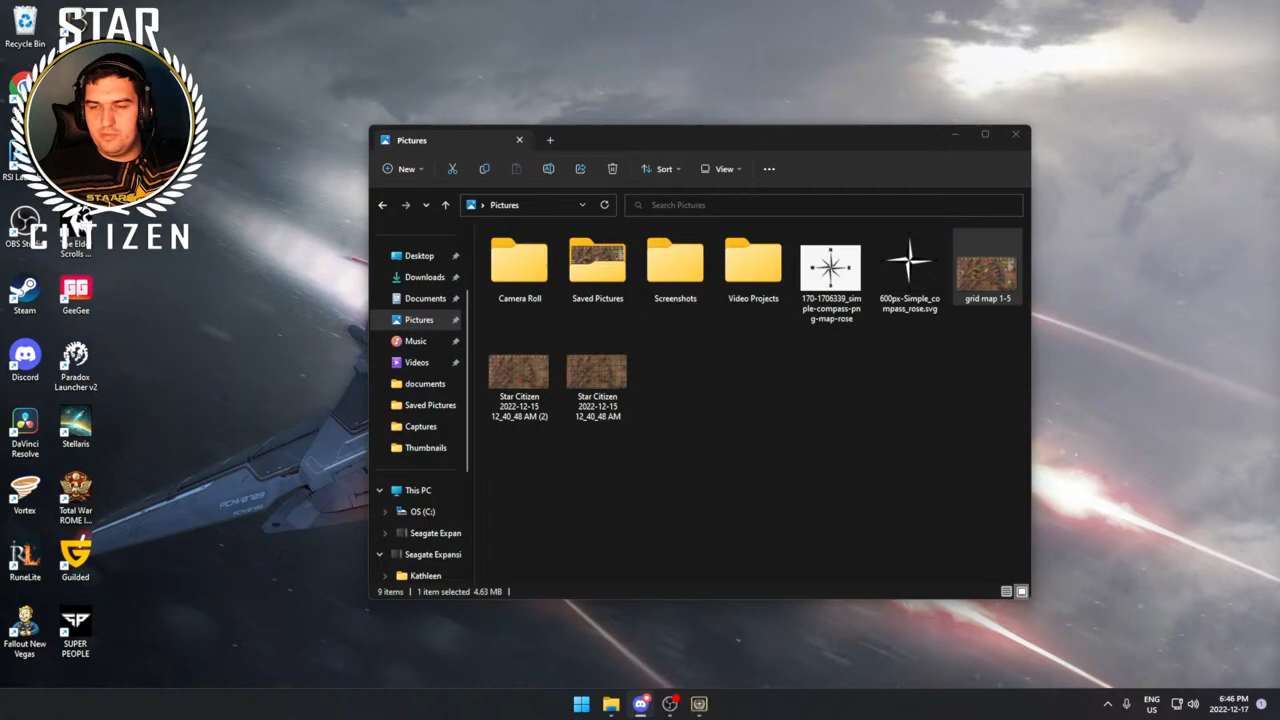 STAR
CITIZEN
STAARS
Recycle Bin
OBS Studio
The Elder
Scrolls ...
Steam
GeeGee
Discord
Paradox
Launcher v2
DaVinci
Resolve
Stellaris
Vortex
Total War
ROME I...
RuneLite
Guilded
Fallout New
Vegas
SUPER
PEOPLE
Pictures
New
Sort
View
Pictures
Search Pictures
Desktop
Downloads
Documents
Pictures
Music
Videos
documents
Saved Pictures
Captures
Thumbnails
This PC
OS (C:)
Seagate Expan
Seagate Expansi
Kathleen
Camera Roll
Saved Pictures
Screenshots
Video Projects
170-1706339_sim
ple-compass-pn
g-map-rose
600px-Simple_co
mpass_rose.svg
grid map 1-5
Star Citizen
2022-12-15
12_40_48 AM (2)
Star Citizen
2022-12-15
12_40_48 AM
9 items
1 item selected 4.63 MB
ENG
US
6:46 PM
2022-12-17
1